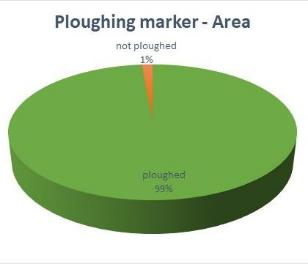 Ploughing marker - Area
not ploughed
1%
ploughed
99%